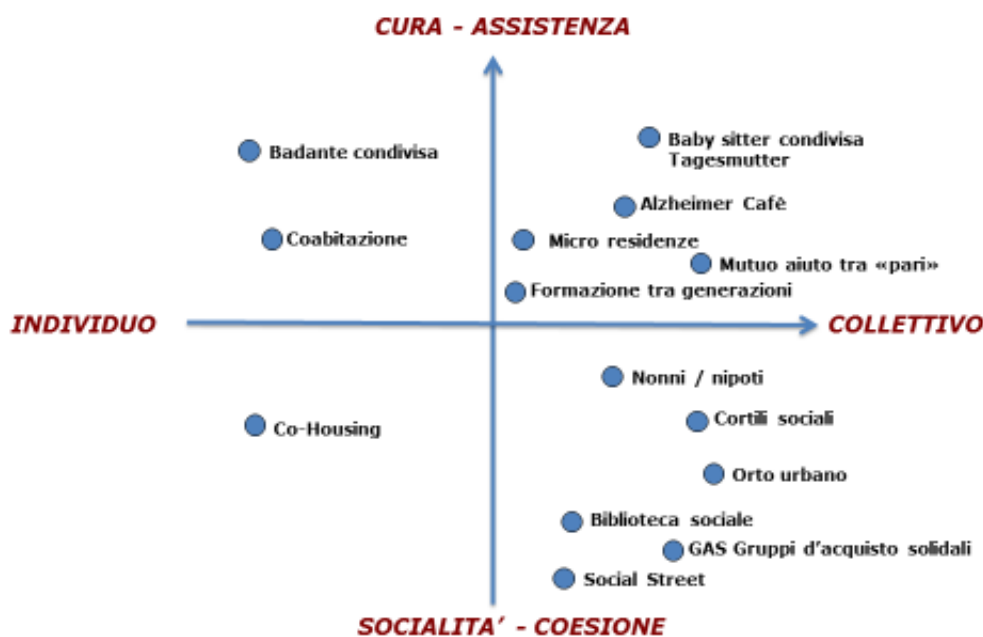 CURA - ASSISTENZA
Badante condivisa
Baby sitter condivisa
Tagesmutter
Alzheimer Cafè
Coabitazione
Micro residenze
Mutuo aiuto tra «pari»
Formazione tra generazioni
INDIVIDUO
COLLETTIVO
Nonni / nipoti
Cortili sociali
Co-Housing
Orto urbano
Biblioteca sociale
GAS Gruppi d'acquisto solidali
Social Street
SOCIALITA' - COESIONE